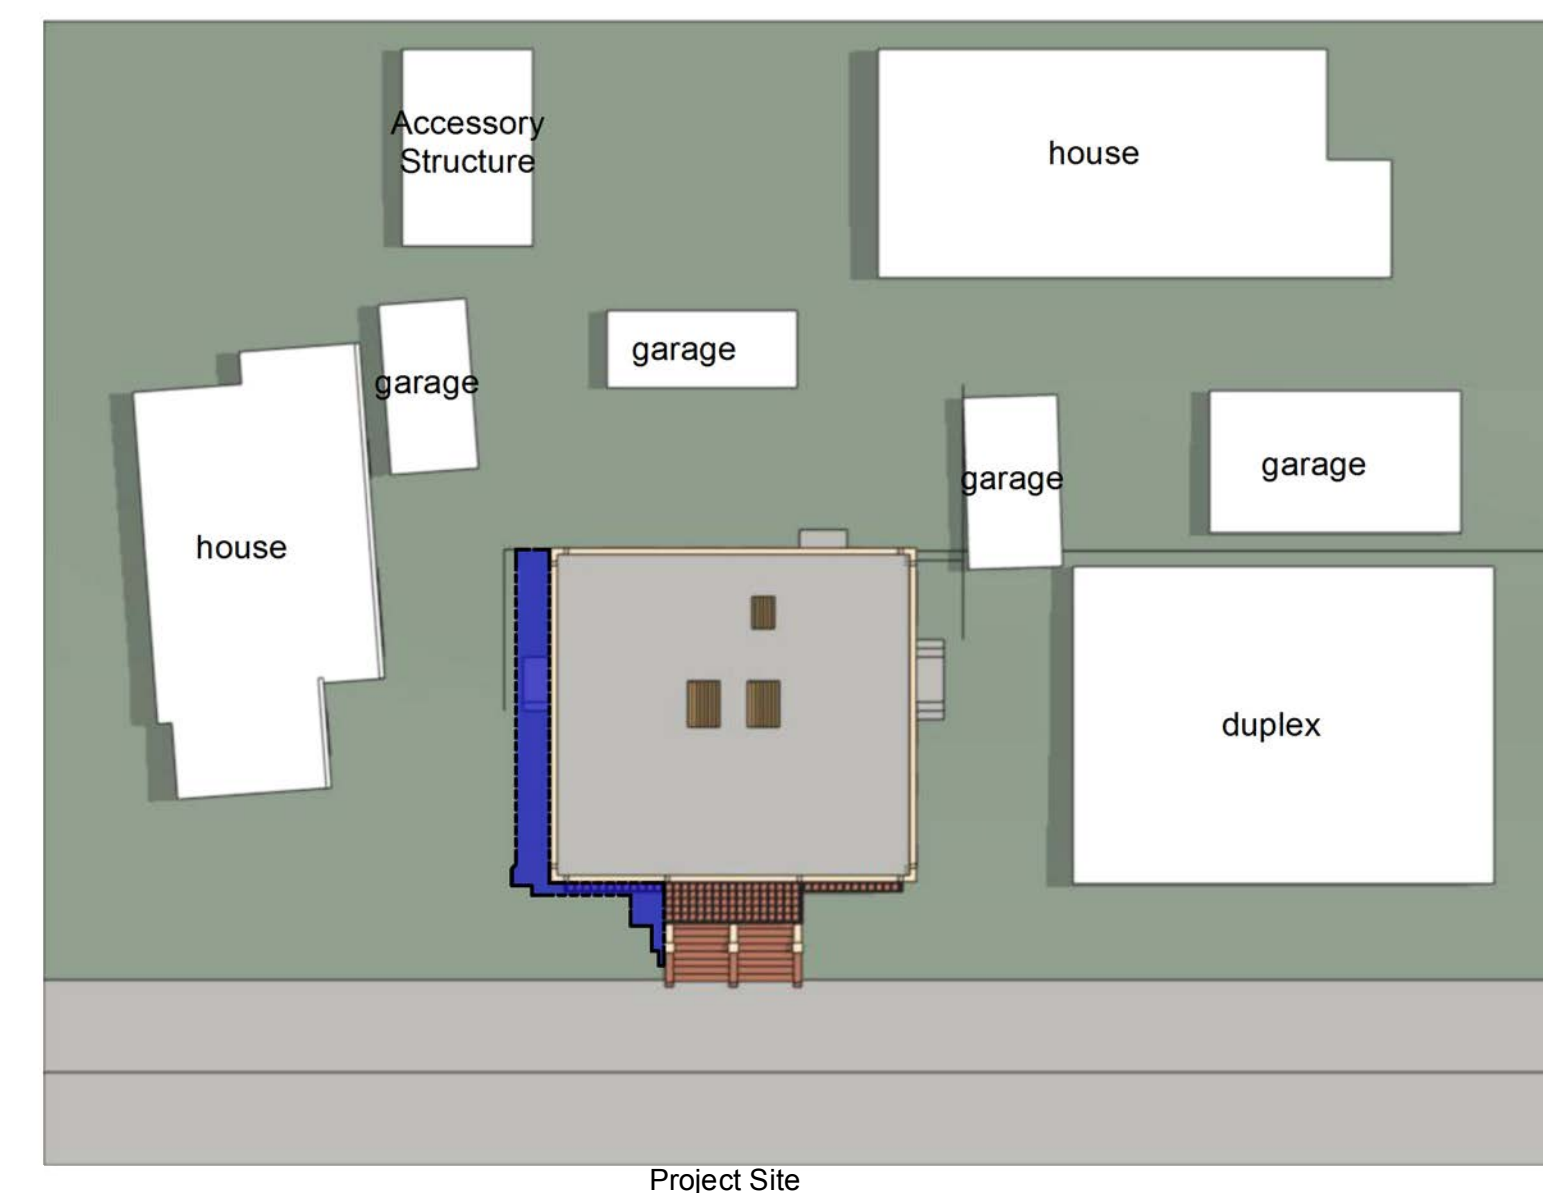 Accessory
Structure
house
garage
garage
house
garage
garage
duplex
Project Site